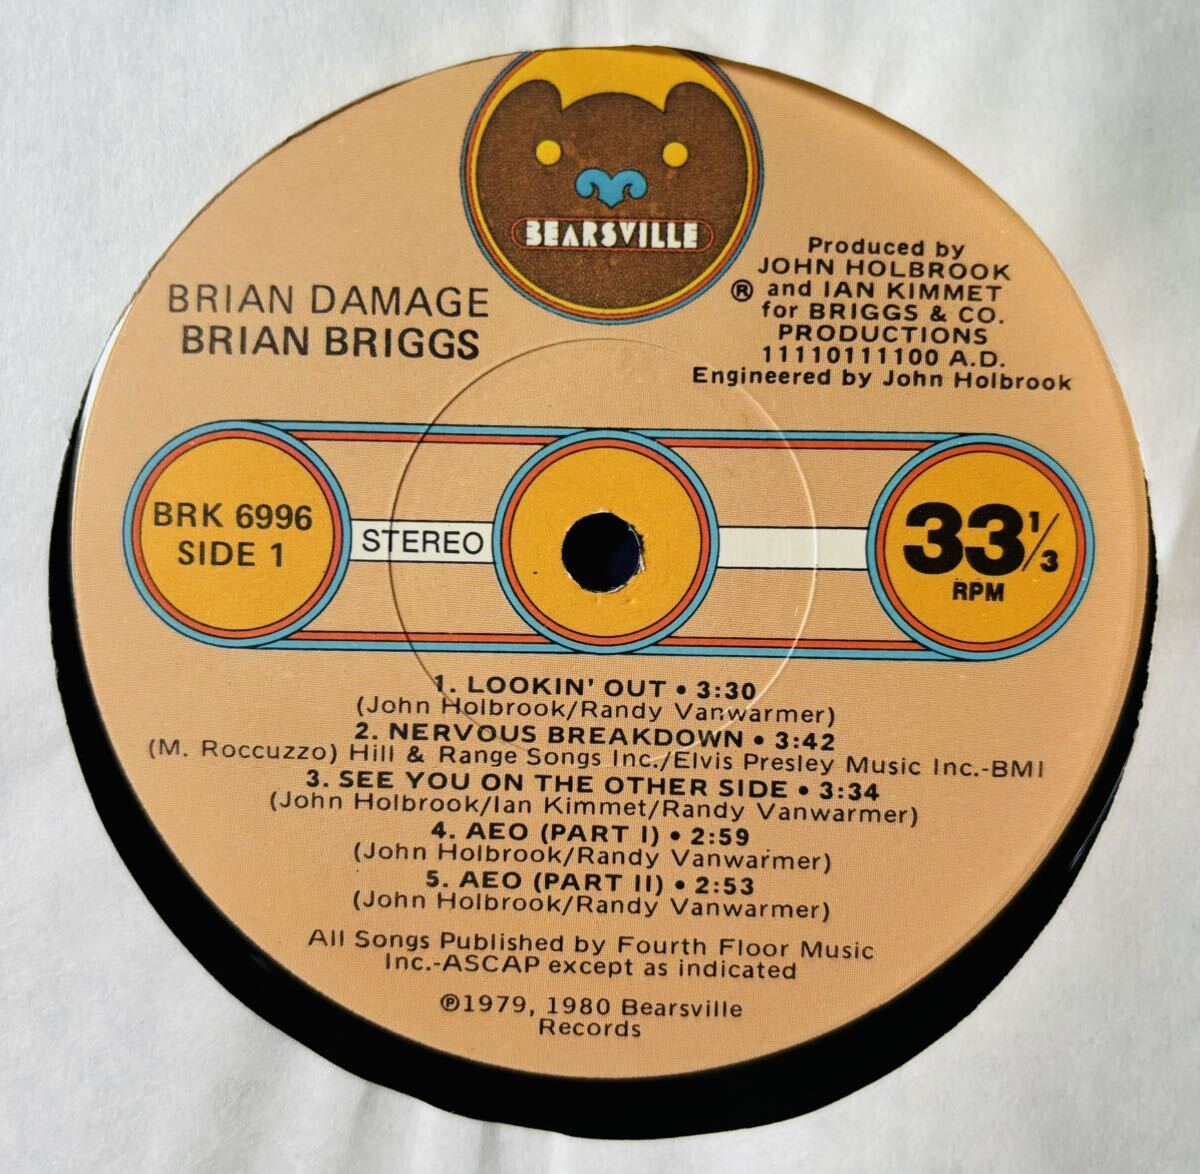 BEARSVILLE
BRIAN DAMAGE
BRIAN BRIGGS
Produced by
JOHN HOLBROOK
® and IAN KIMMET
for BRIGGS & CO.
PRODUCTIONS
11110111100 A.D.
Engineered by John Holbrook
BRK 6996
SIDE 1
STEREO
33 1/3
RPM
1. LOOKIN' OUT • 3:30
(John Holbrook/Randy Vanwarmer)
2. NERVOUS BREAKDOWN • 3:42
(M. Roccuzzo) Hill & Range Songs Inc./Elvis Presley Music Inc.-BMI
3. SEE YOU ON THE OTHER SIDE • 3:34
(John Holbrook/Ian Kimmet/Randy Vanwarmer)
4. AEO (PART I) • 2:59
(John Holbrook/Randy Vanwarmer)
5. AEO (PART II) • 2:53
(John Holbrook/Randy Vanwarmer)
All Songs Published by Fourth Floor Music
Inc.-ASCAP except as indicated
℗1979, 1980 Bearsville
Records